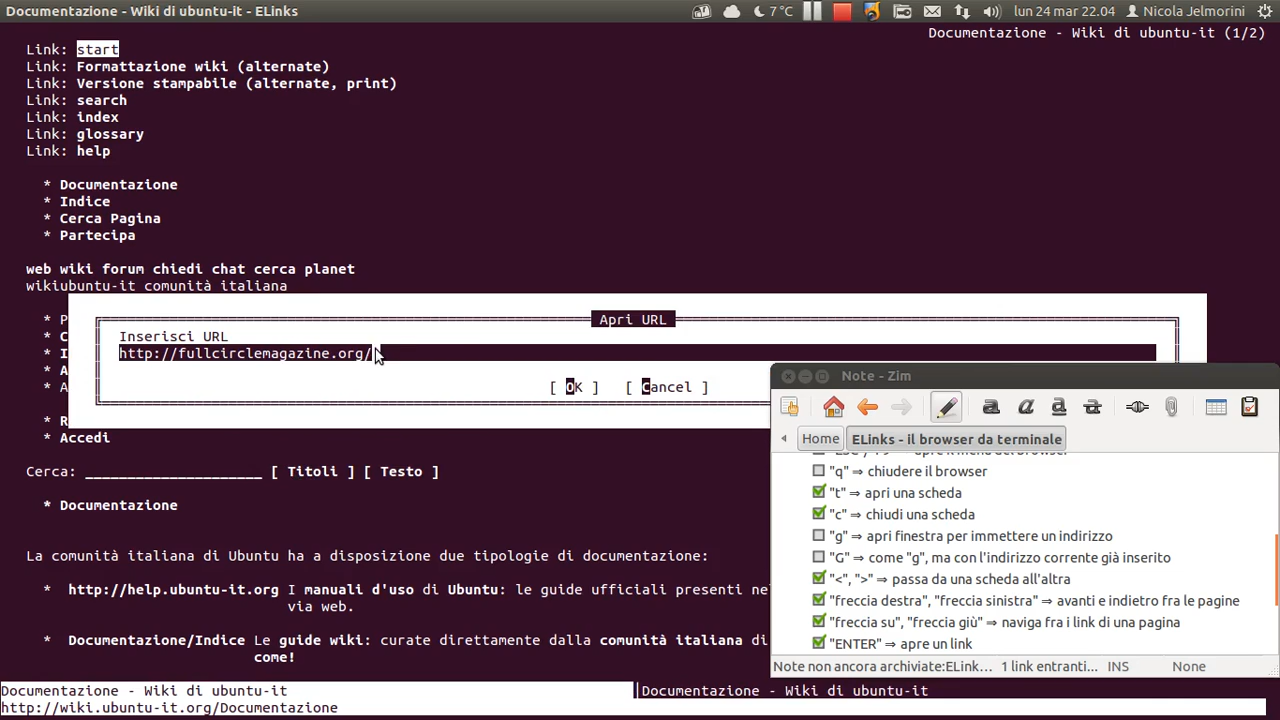 Documentazione - Wiki di ubuntu-it - ELinks
7 °C
lun 24 mar 22.04
Nicola Jelmorini
Documentazione - Wiki di ubuntu-it (1/2)
Link: start
Link: Formattazione wiki (alternate)
Link: Versione stampabile (alternate, print)
Link: search
Link: index
Link: glossary
Link: help
* Documentazione
* Indice
* Cerca Pagina
* Partecipa
web wiki forum chiedi chat cerca planet
wikiubuntu-it comunità italiana
* P
* C
* I
* A
* A
* R
* Accedi
Apri URL
Inserisci URL
http://fullcirclemagazine.org/
[ OK ] [ Cancel ]
Cerca: _____________________ [ Titoli ] [ Testo ]
* Documentazione
La comunità italiana di Ubuntu ha a disposizione due tipologie di documentazione:
* http://help.ubuntu-it.org I manuali d'uso di Ubuntu: le guide ufficiali presenti nel
via web.
* Documentazione/Indice Le guide wiki: curate direttamente dalla comunità italiana di
come!
Documentazione - Wiki di ubuntu-it
Documentazione - Wiki di ubuntu-it
http://wiki.ubuntu-it.org/Documentazione
Note - Zim
Home
ELinks - il browser da terminale
"q" ⇒ chiudere il browser
"t" ⇒ apri una scheda
"c" ⇒ chiudi una scheda
"g" ⇒ apri finestra per immettere un indirizzo
"G" ⇒ come "g", ma con l'indirizzo corrente già inserito
"<", ">" ⇒ passa da una scheda all'altra
"freccia destra", "freccia sinistra" ⇒ avanti e indietro fra le pagine
"freccia su", "freccia giù" ⇒ naviga fra i link di una pagina
"ENTER" ⇒ apre un link
Note non ancora archiviate:ELink...
1 link entranti...
INS
None